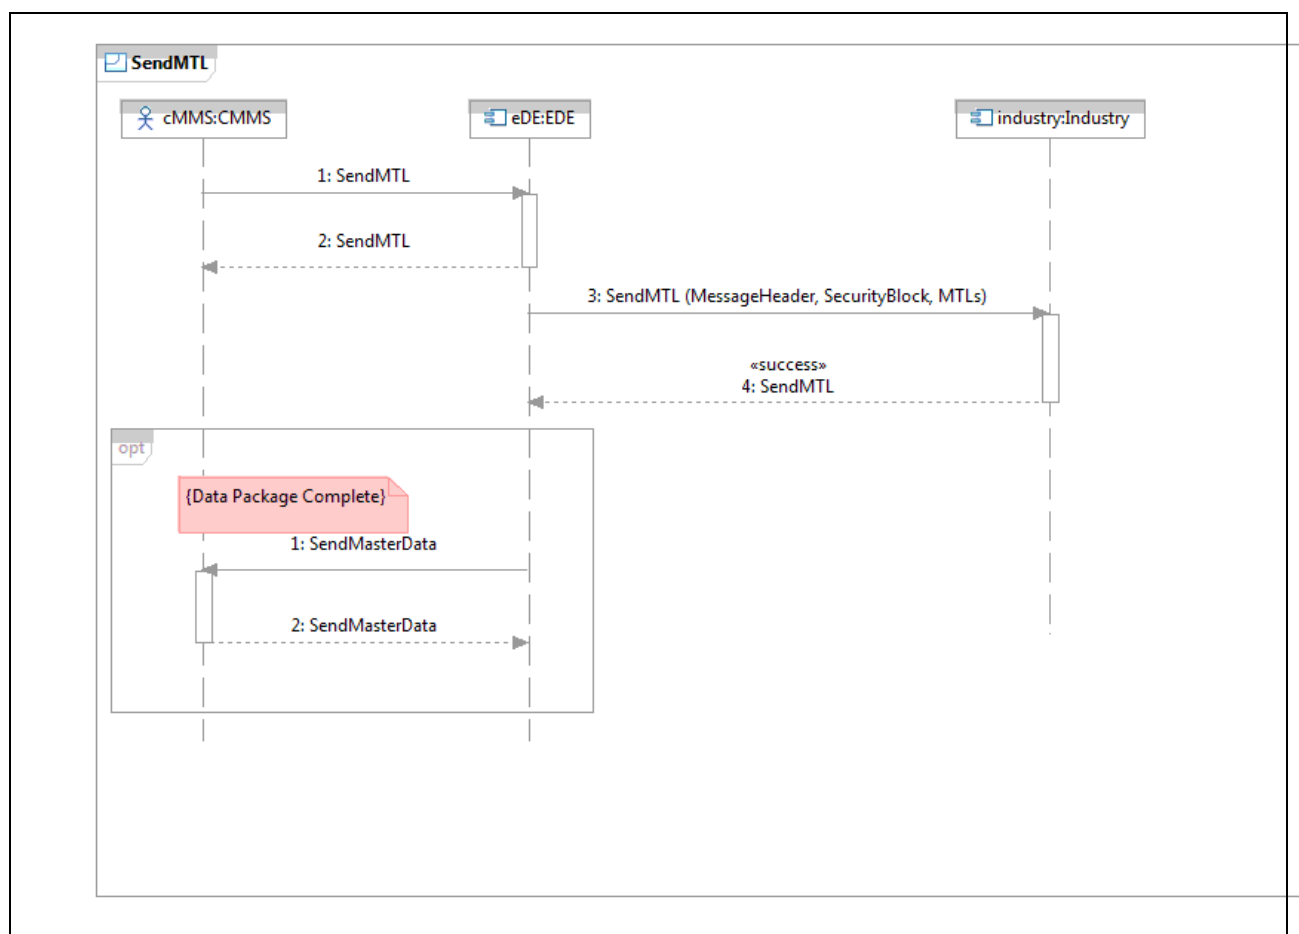 SendMTL
cMMS:CMMS
eDE:EDE
industry:Industry
1: SendMTL
2: SendMTL
3: SendMTL (MessageHeader, SecurityBlock, MTLs)
«success»
4: SendMTL
opt
{Data Package Complete}
1: SendMasterData
2: SendMasterData